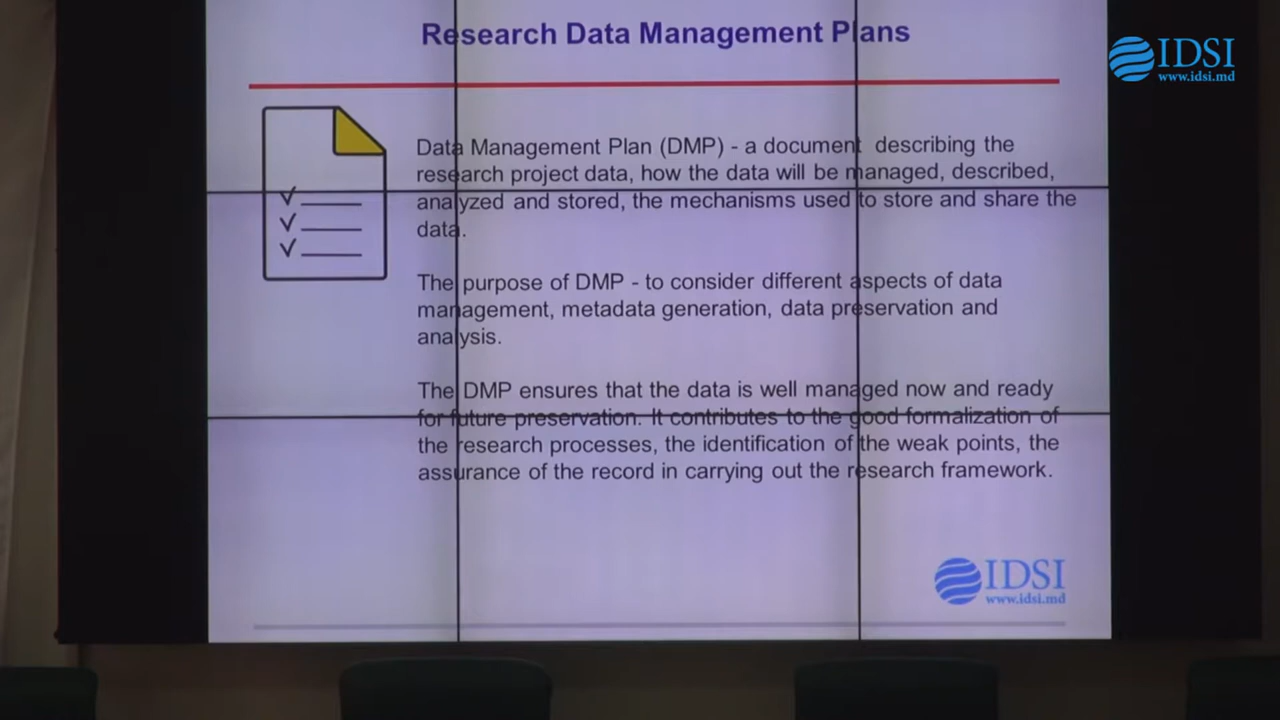 Research Data Management Plans
IDSI
www.idsi.md
Data Management Plan (DMP) - a document describing the
research project data, how the data will be managed, described,
analyzed and stored, the mechanisms used to store and share the
data.
The purpose of DMP - to consider different aspects of data
management, metadata generation, data preservation and
analysis.
The DMP ensures that the data is well managed now and ready
for future preservation. It contributes to the good formalization of
the research processes, the identification of the weak points, the
assurance of the record in carrying out the research framework.
IDSI
www.idsi.md